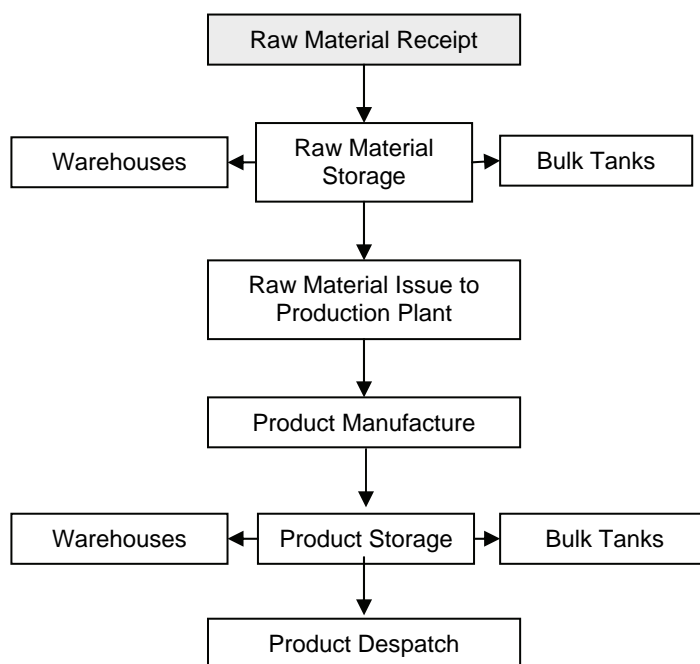 Raw Material Receipt
Warehouses
Raw Material
Storage
Bulk Tanks
Raw Material Issue to
Production Plant
Product Manufacture
Warehouses
Product Storage
Bulk Tanks
Product Despatch